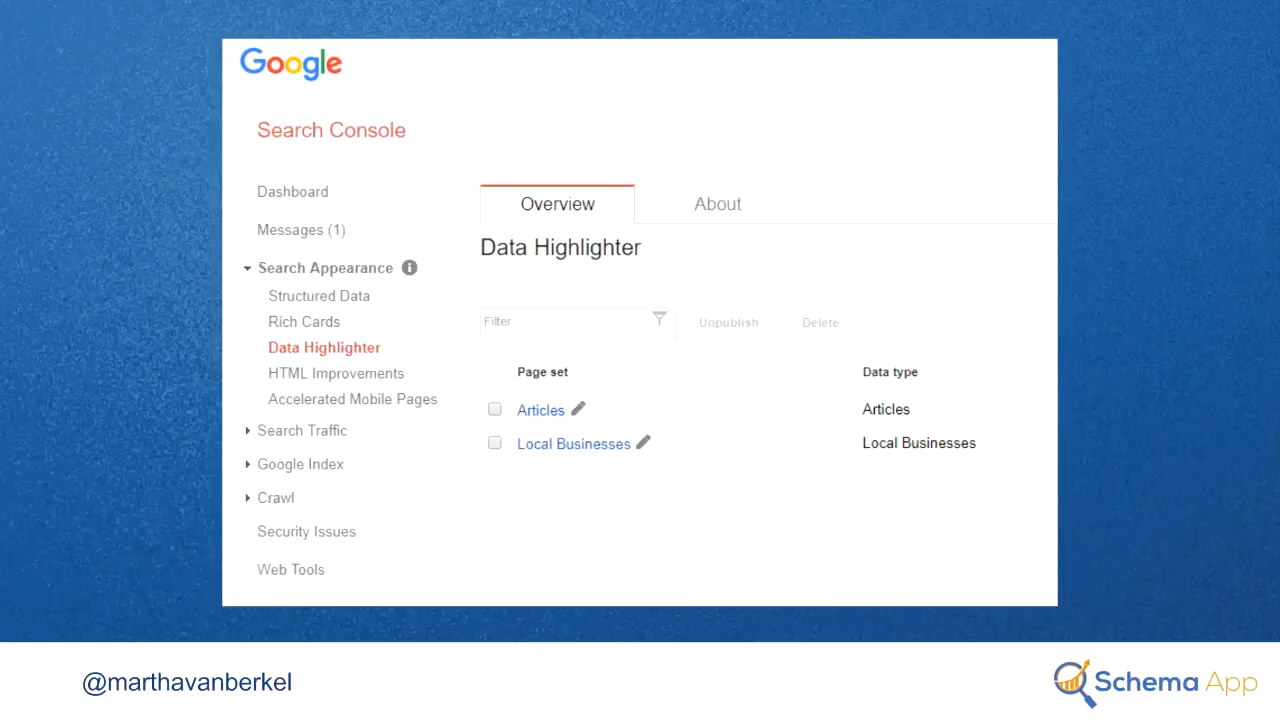 Google
Search Console
Dashboard
Messages (1)
Search Appearance
Structured Data
Rich Cards
Data Highlighter
HTML Improvements
Accelerated Mobile Pages
Search Traffic
Google Index
Crawl
Security Issues
Web Tools
Overview About
Data Highlighter
Filter Unpublish Delete
Page set Data type
Articles Articles
Local Businesses Local Businesses
@marthavanberkel
Schema App